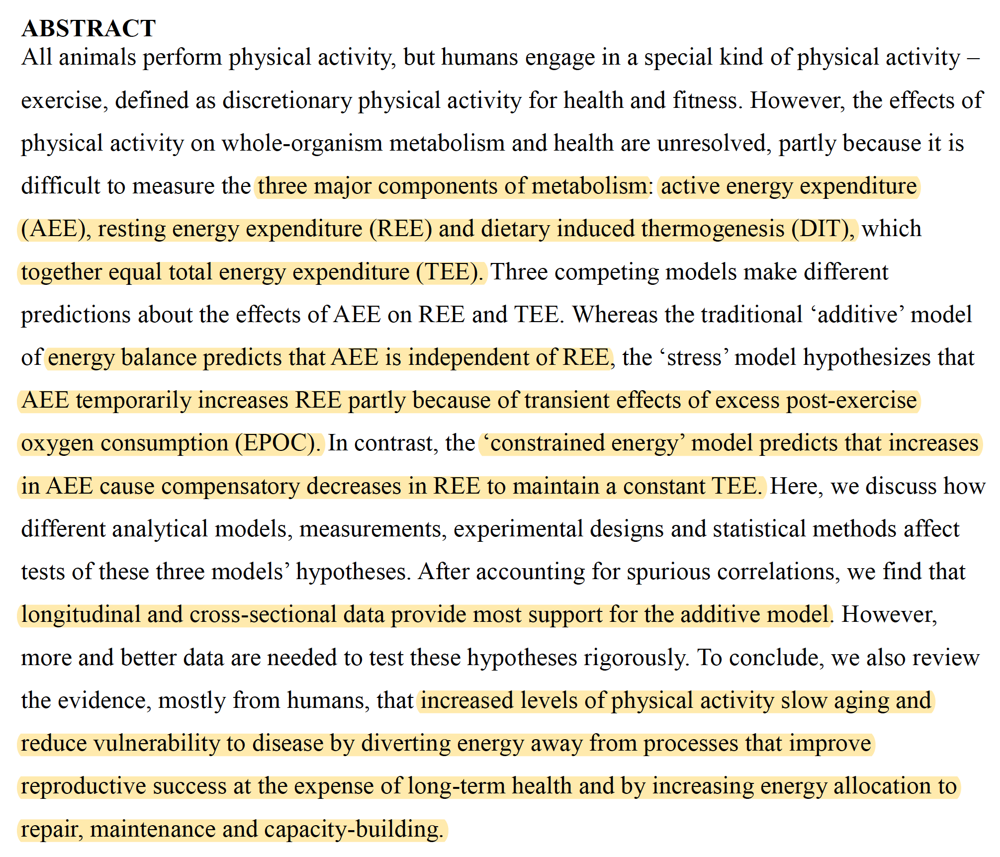 ABSTRACT
All animals perform physical activity, but humans engage in a special kind of physical activity –
exercise, defined as discretionary physical activity for health and fitness. However, the effects of
physical activity on whole-organism metabolism and health are unresolved, partly because it is
difficult to measure the three major components of metabolism: active energy expenditure
(AEE), resting energy expenditure (REE) and dietary induced thermogenesis (DIT), which
together equal total energy expenditure (TEE). Three competing models make different
predictions about the effects of AEE on REE and TEE. Whereas the traditional ‘additive’ model
of energy balance predicts that AEE is independent of REE, the ‘stress’ model hypothesizes that
AEE temporarily increases REE partly because of transient effects of excess post-exercise
oxygen consumption (EPOC). In contrast, the ‘constrained energy’ model predicts that increases
in AEE cause compensatory decreases in REE to maintain a constant TEE. Here, we discuss how
different analytical models, measurements, experimental designs and statistical methods affect
tests of these three models’ hypotheses. After accounting for spurious correlations, we find that
longitudinal and cross-sectional data provide most support for the additive model. However,
more and better data are needed to test these hypotheses rigorously. To conclude, we also review
the evidence, mostly from humans, that increased levels of physical activity slow aging and
reduce vulnerability to disease by diverting energy away from processes that improve
reproductive success at the expense of long-term health and by increasing energy allocation to
repair, maintenance and capacity-building.